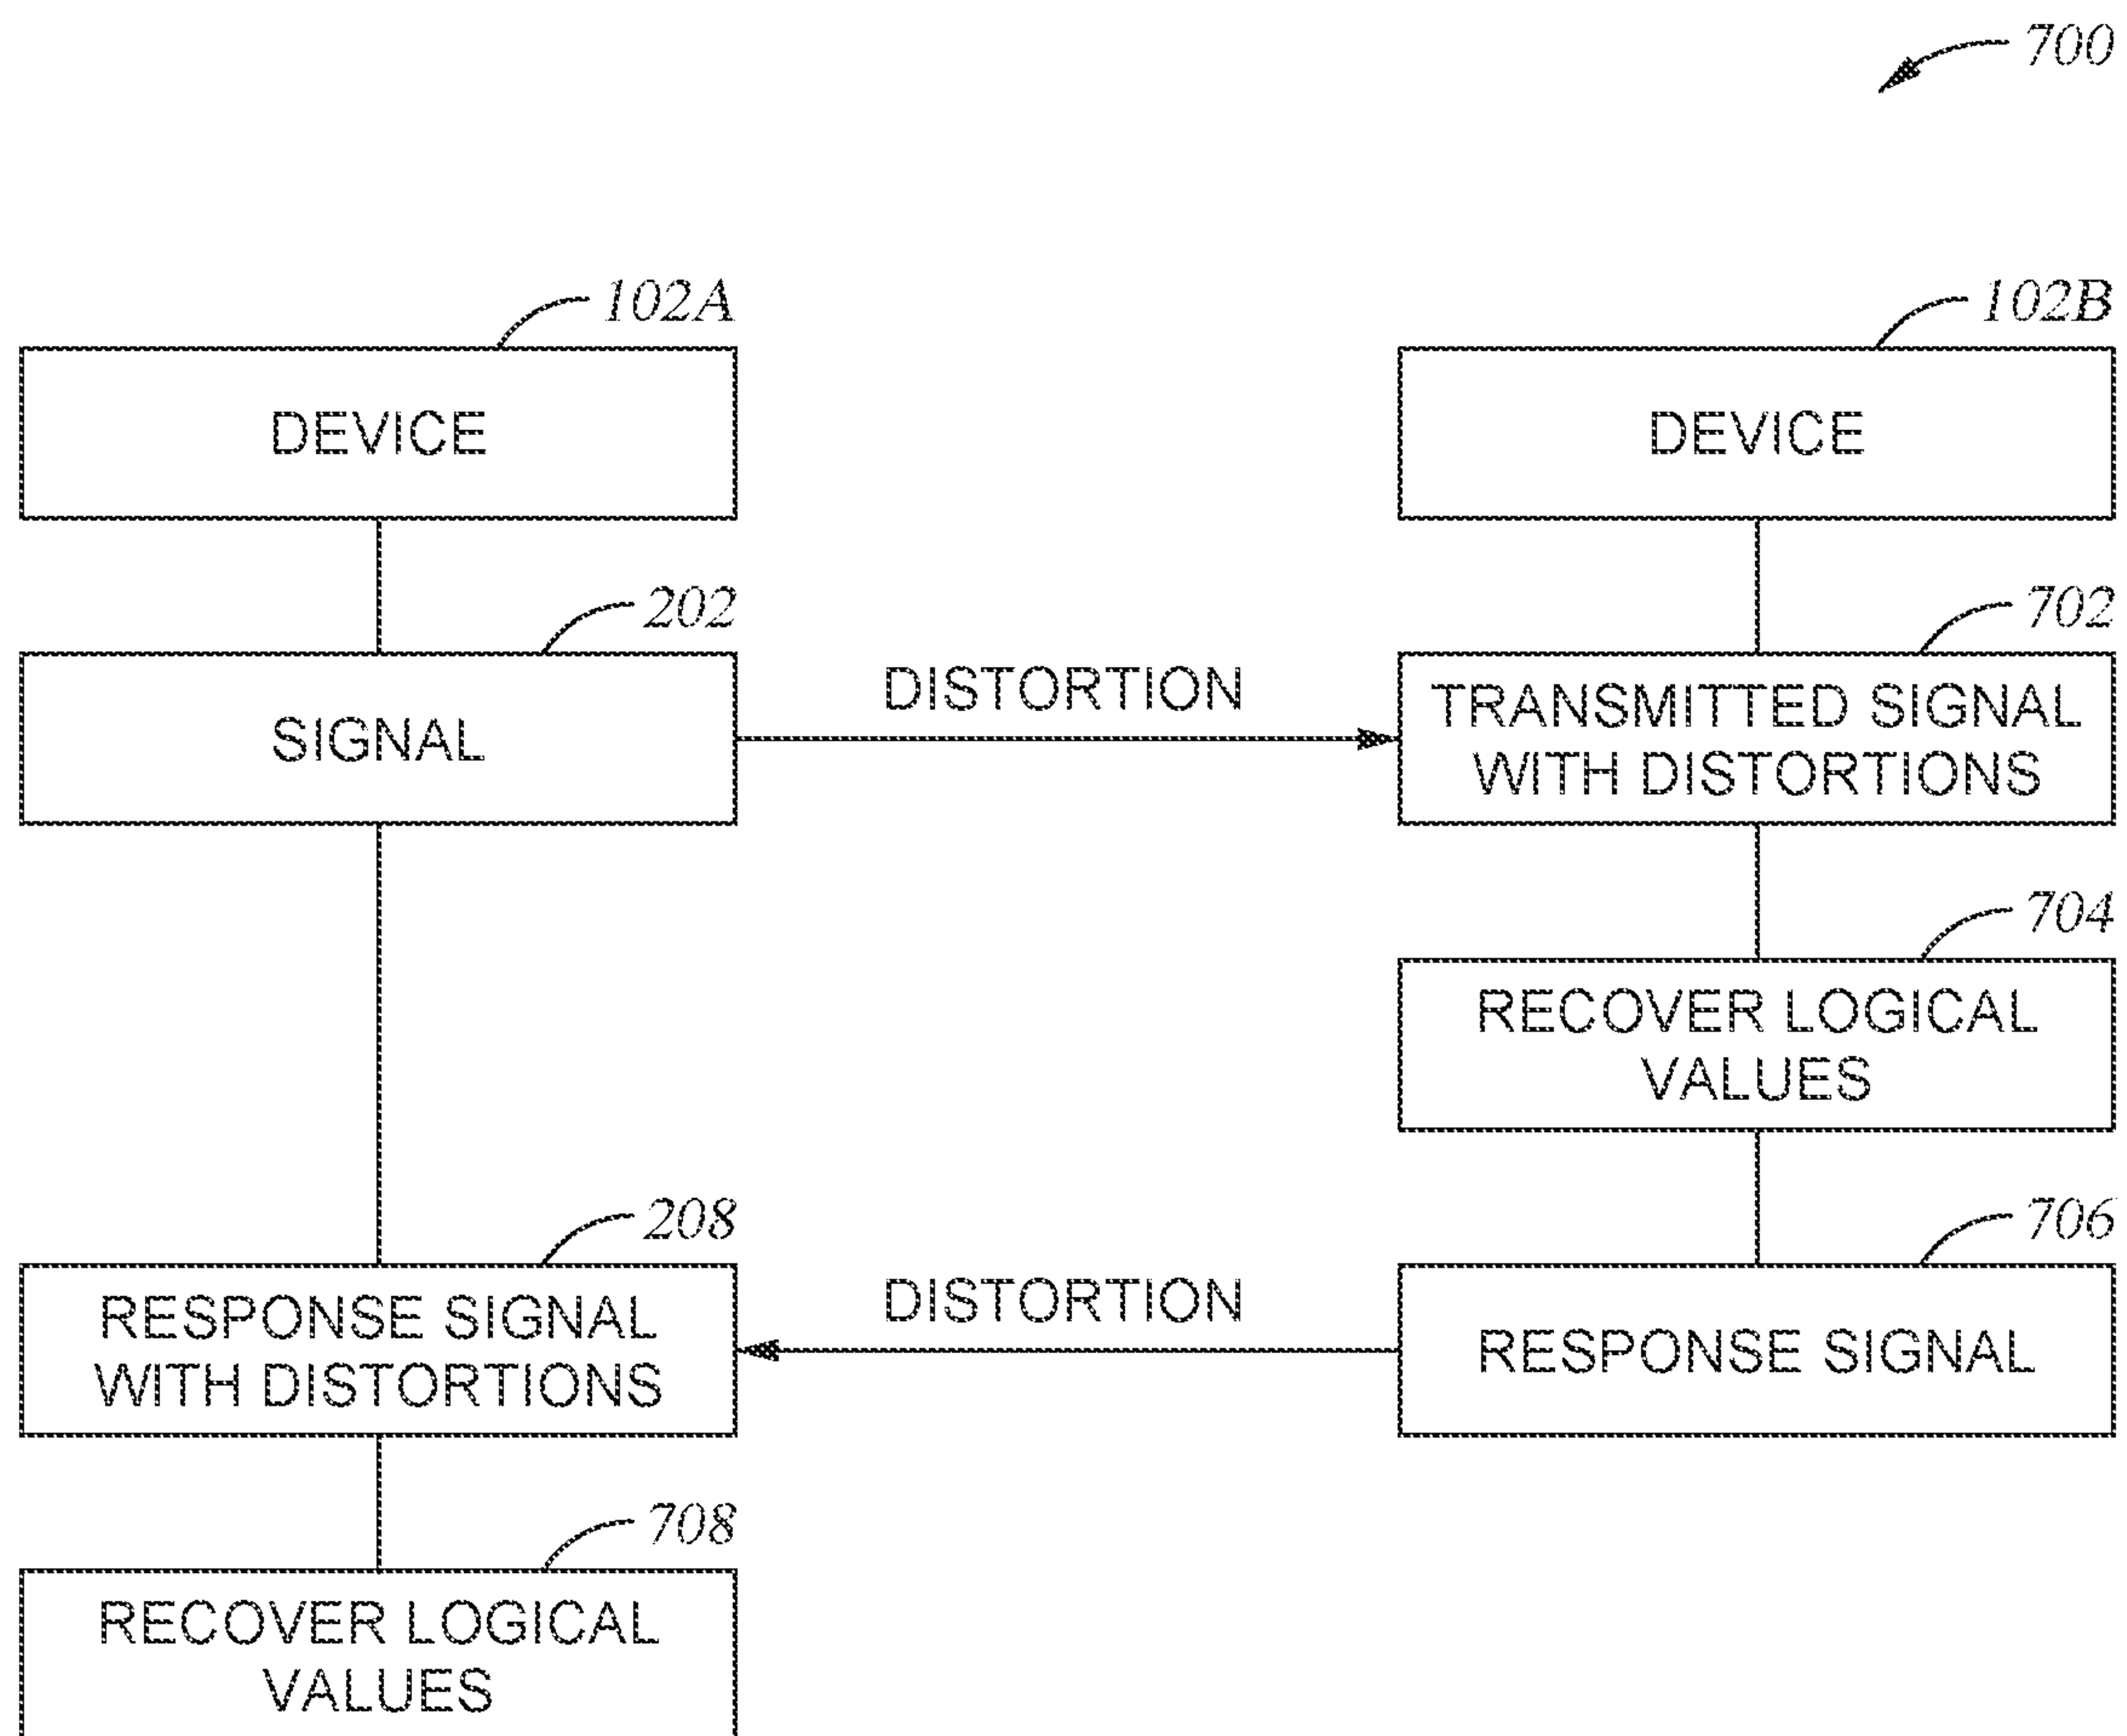 700
102A
102B
DEVICE
DEVICE
202
702
SIGNAL
DISTORTION
TRANSMITTED SIGNAL
WITH DISTORTIONS
704
RECOVER LOGICAL
VALUES
208
706
RESPONSE SIGNAL
WITH DISTORTIONS
DISTORTION
RESPONSE SIGNAL
708
RECOVER LOGICAL
VALUES